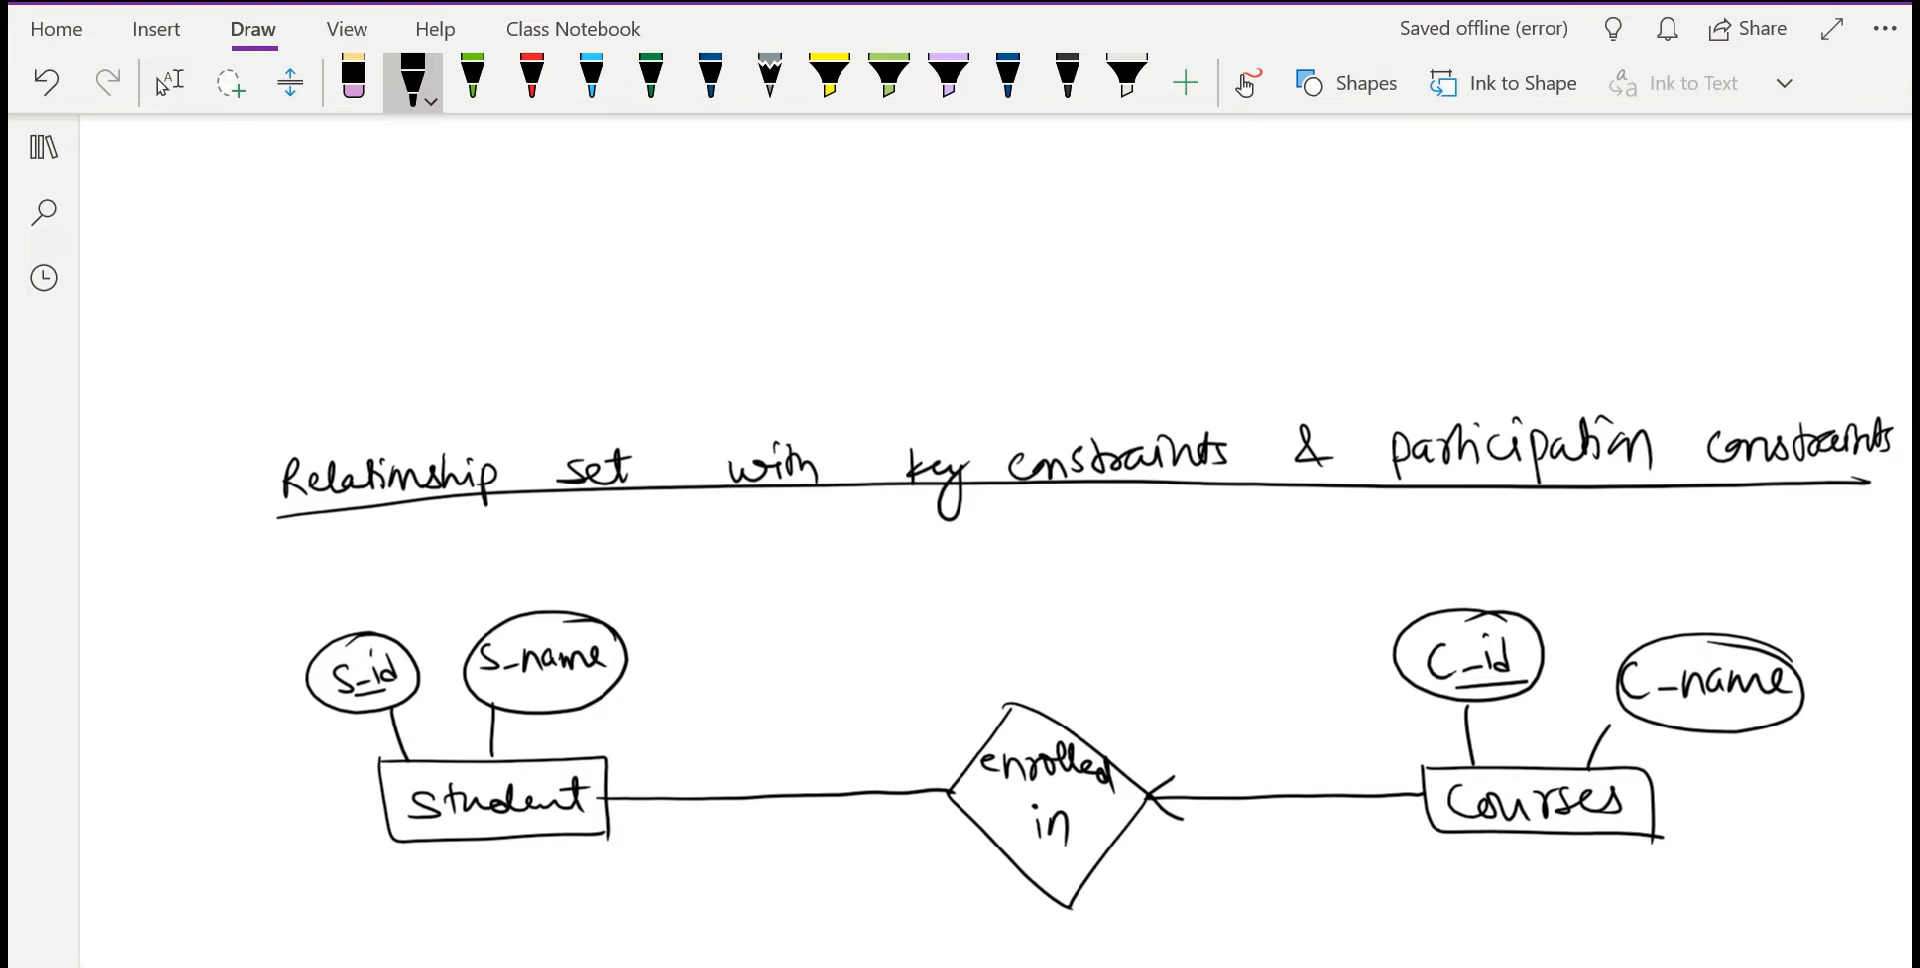 Home Insert Draw View Help Class Notebook Saved offline (error) Share
Shapes Ink to Shape Ink to Text
Relationship set with key constraints & participation constraints
S_id S_name C_id C_name
enrolled
Student in Courses